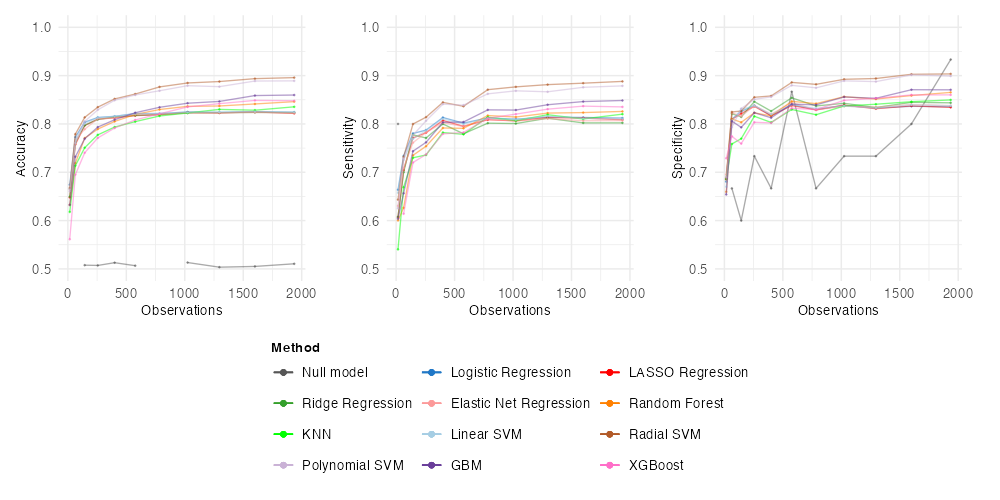 1.0
0.9
0.8
0.7
0.6
0.5
Accuracy
0 500 1000 1500 2000
Observations
1.0
0.9
0.8
0.7
0.6
0.5
Sensitivity
0 500 1000 1500 2000
Observations
1.0
0.9
0.8
0.7
0.6
0.5
Specificity
0 500 1000 1500 2000
Observations
Method
Null model Logistic Regression LASSO Regression
Ridge Regression Elastic Net Regression Random Forest
KNN Linear SVM Radial SVM
Polynomial SVM GBM XGBoost